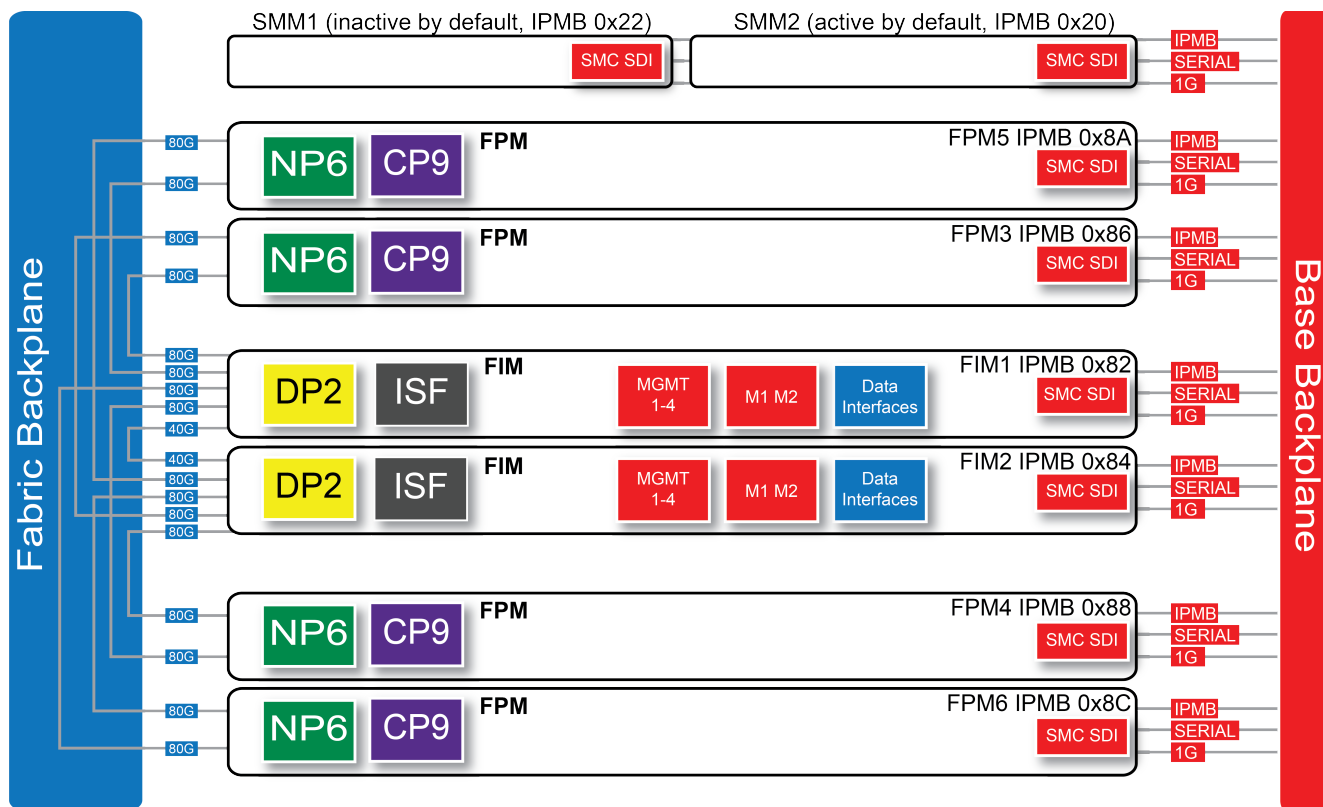 SMM1 (inactive by default, IPMB 0x22)
SMM2 (active by default, IPMB 0x20)
SMC SDI
SMC SDI
IPMB
SERIAL
1G
Fabric Backplane
Base Backplane
80G
80G
NP6
CP9
FPM
FPM5 IPMB 0x8A
SMC SDI
IPMB
SERIAL
1G
80G
80G
NP6
CP9
FPM
FPM3 IPMB 0x86
SMC SDI
IPMB
SERIAL
1G
80G
80G
80G
80G
40G
DP2
ISF
FIM
MGMT
1-4
M1 M2
Data
Interfaces
FIM1 IPMB 0x82
SMC SDI
IPMB
SERIAL
1G
40G
80G
80G
80G
80G
DP2
ISF
FIM
MGMT
1-4
M1 M2
Data
Interfaces
FIM2 IPMB 0x84
SMC SDI
IPMB
SERIAL
1G
80G
80G
NP6
CP9
FPM
FPM4 IPMB 0x88
SMC SDI
IPMB
SERIAL
1G
80G
80G
NP6
CP9
FPM
FPM6 IPMB 0x8C
SMC SDI
IPMB
SERIAL
1G